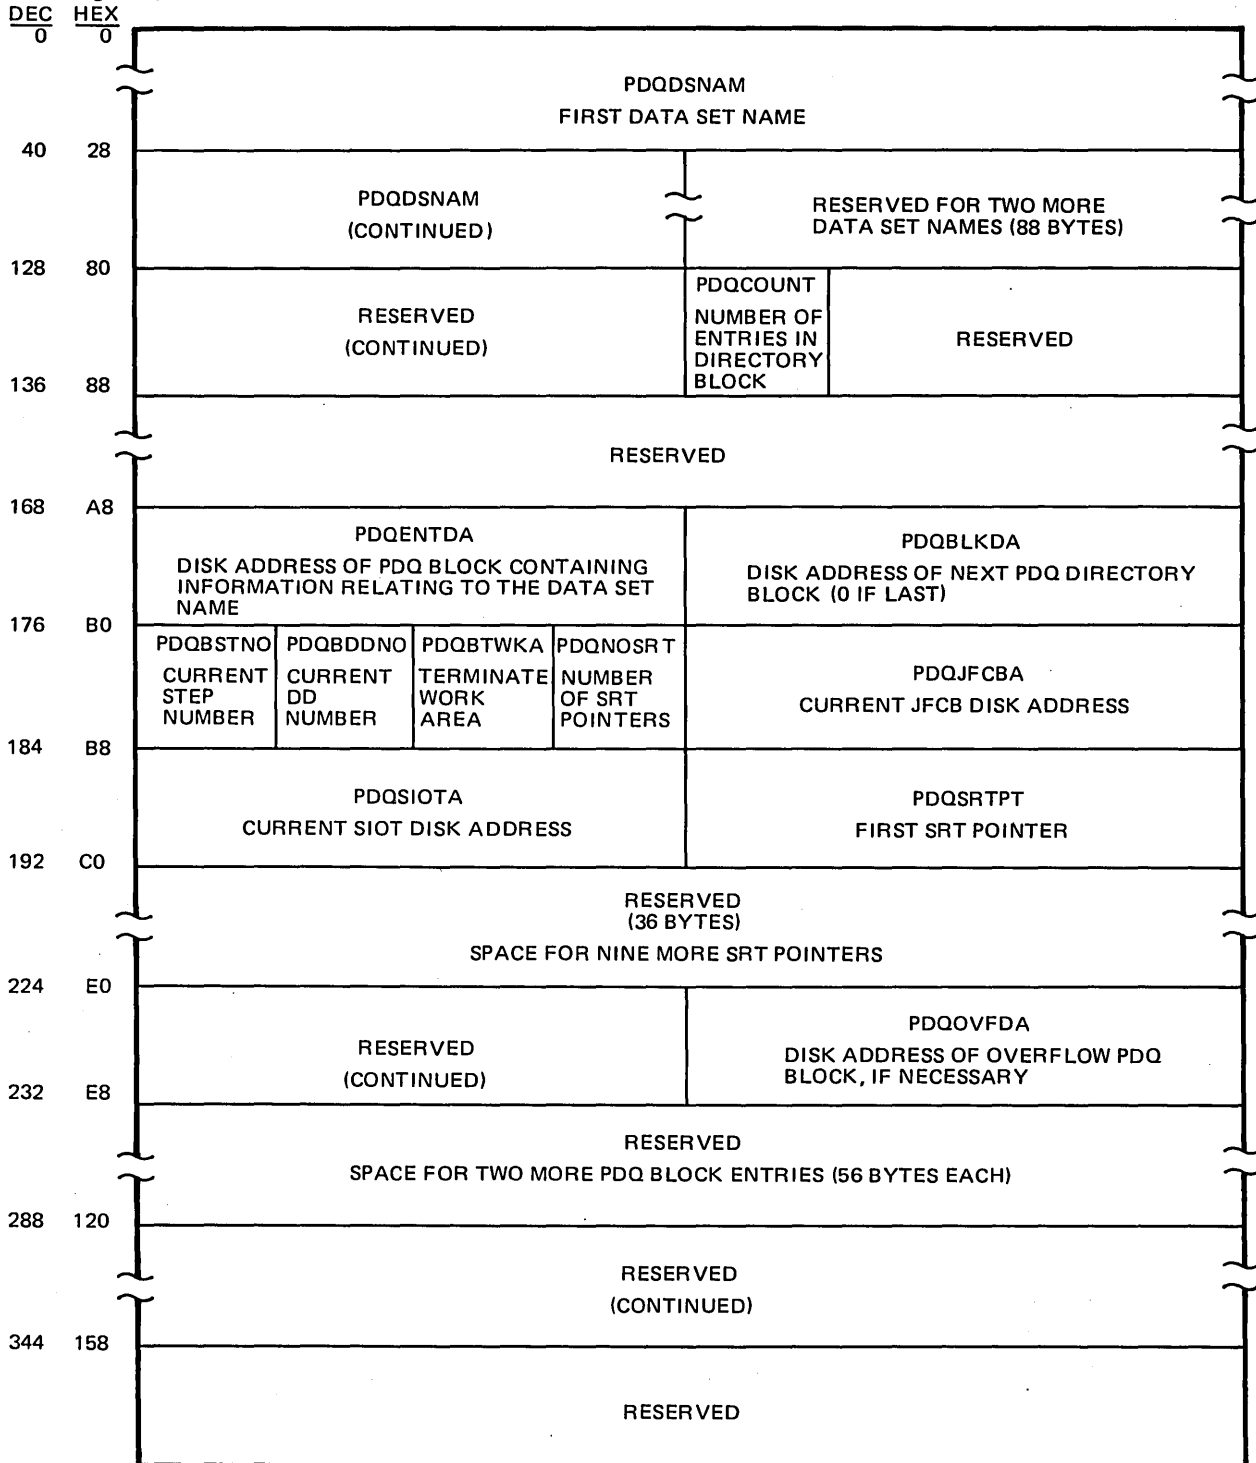 DEC HEX
0 0
PDQDSNAM
FIRST DATA SET NAME
40 28
PDQDSNAM
(CONTINUED)
RESERVED FOR TWO MORE
DATA SET NAMES (88 BYTES)
128 80
RESERVED
(CONTINUED)
PDQCOUNT
NUMBER OF
ENTRIES IN
DIRECTORY
BLOCK
RESERVED
136 88
RESERVED
168 A8
PDQENTDA
DISK ADDRESS OF PDQ BLOCK CONTAINING
INFORMATION RELATING TO THE DATA SET
NAME
PDQBLKDA
DISK ADDRESS OF NEXT PDQ DIRECTORY
BLOCK (0 IF LAST)
176 B0
PDQBSTNO
CURRENT
STEP
NUMBER
PDQBDDNO
CURRENT
DD
NUMBER
PDQBTWKA
TERMINATE
WORK
AREA
PDQNOSRT
NUMBER
OF SRT
POINTERS
PDQJFCBA
CURRENT JFCB DISK ADDRESS
184 B8
PDQSIOTA
CURRENT SIOT DISK ADDRESS
PDQSRTPT
FIRST SRT POINTER
192 C0
RESERVED
(36 BYTES)
SPACE FOR NINE MORE SRT POINTERS
224 E0
RESERVED
(CONTINUED)
PDQOVFDA
DISK ADDRESS OF OVERFLOW PDQ
BLOCK, IF NECESSARY
232 E8
RESERVED
SPACE FOR TWO MORE PDQ BLOCK ENTRIES (56 BYTES EACH)
288 120
RESERVED
(CONTINUED)
344 158
RESERVED